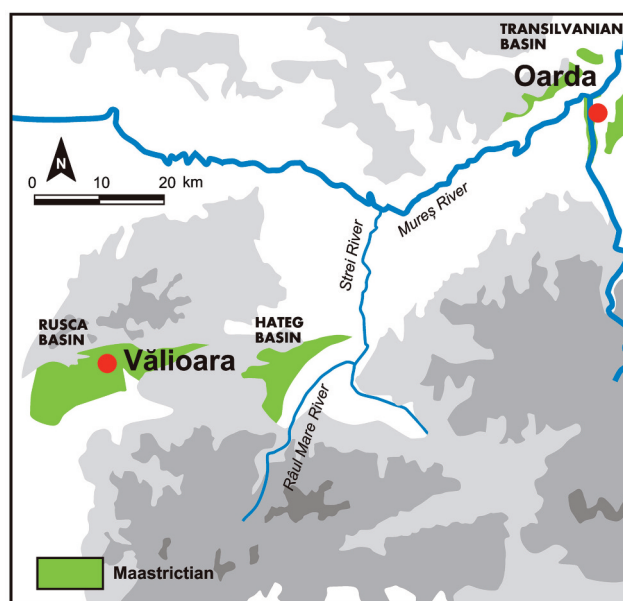 TRANSILVANIAN
BASIN
Oarda
N
0 10 20 km
Mureș River
Strei River
RUSCA
BASIN
HATEG
BASIN
Vălioara
Râul Mare River
Maastrictian